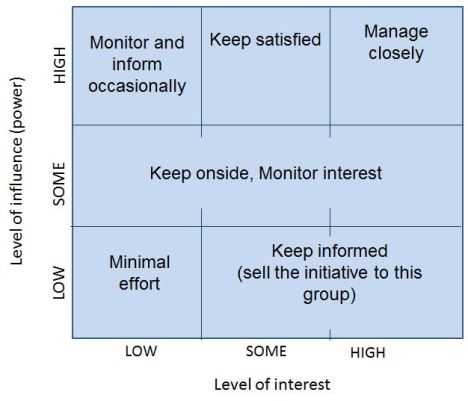 Level of influence (power)
HIGH
Monitor and
inform
occasionally
Keep satisfied
Manage
closely
SOME
Keep onside, Monitor interest
LOW
Minimal
effort
Keep informed
(sell the initiative to this
group)
LOW
SOME
HIGH
Level of interest